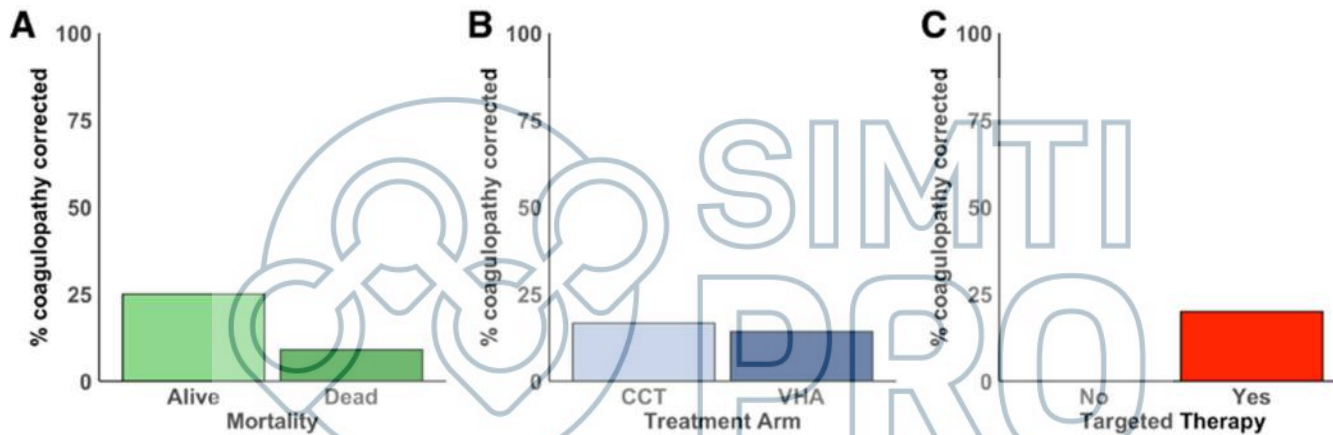 A
100
75
50
25
0
% coagulopathy corrected
Alive
Dead
Mortality
B
100
75
50
25
0
% coagulopathy corrected
CCT
VHA
Treatment Arm
C
100
75
50
25
0
% coagulopathy corrected
No
Yes
Targeted Therapy
SIMTI
PRO